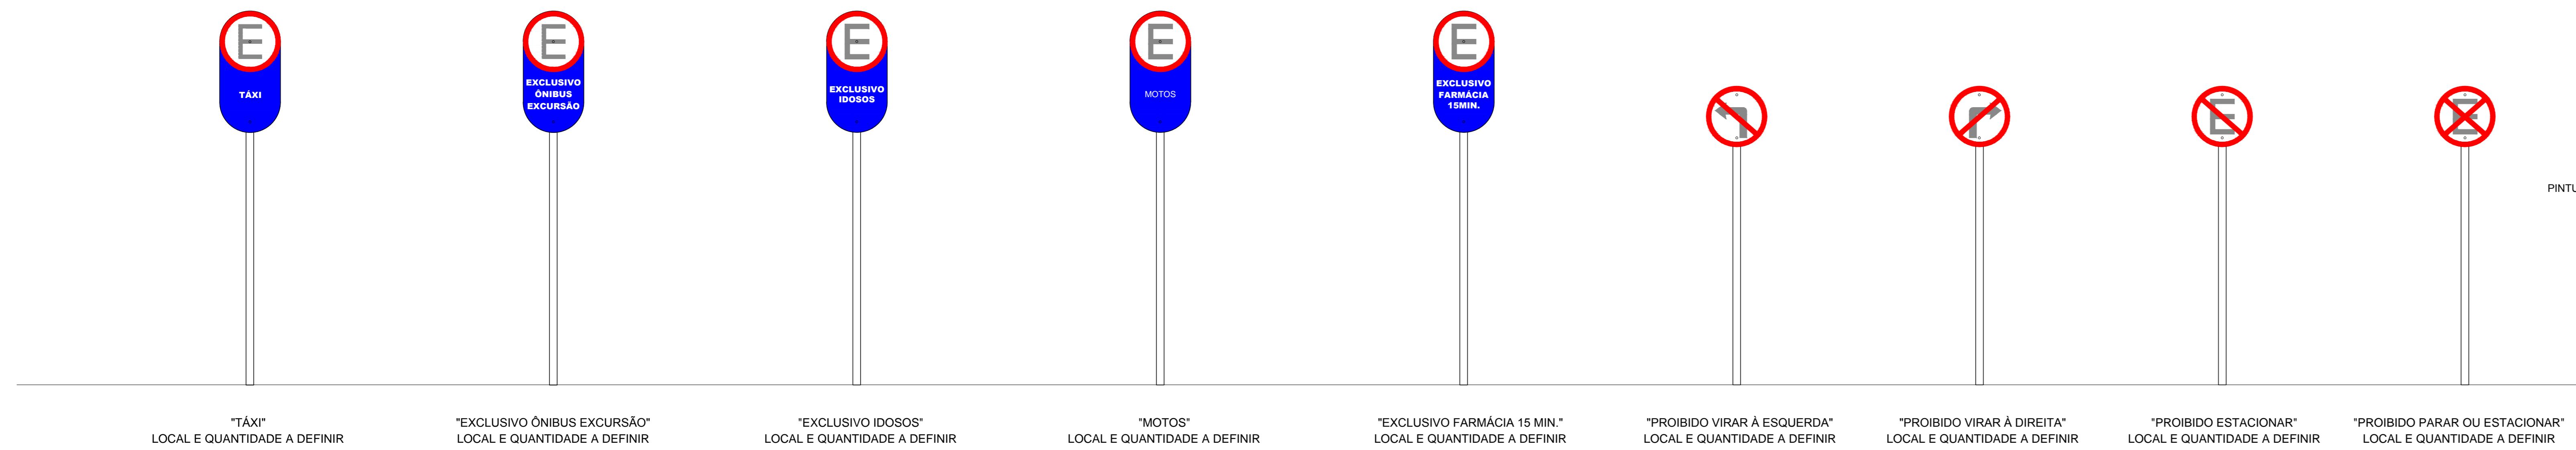 E
TÁXI
E
EXCLUSIVO
ÔNIBUS
EXCURSÃO
E
EXCLUSIVO
IDOSOS
E
MOTOS
E
EXCLUSIVO
FARMÁCIA
15MIN.
E
E
PINTU
"TÁXI"
LOCAL E QUANTIDADE A DEFINIR
"EXCLUSIVO ÔNIBUS EXCURSÃO"
LOCAL E QUANTIDADE A DEFINIR
"EXCLUSIVO IDOSOS"
LOCAL E QUANTIDADE A DEFINIR
"MOTOS"
LOCAL E QUANTIDADE A DEFINIR
"EXCLUSIVO FARMÁCIA 15 MIN."
LOCAL E QUANTIDADE A DEFINIR
"PROIBIDO VIRAR À ESQUERDA"
LOCAL E QUANTIDADE A DEFINIR
"PROIBIDO VIRAR À DIREITA"
LOCAL E QUANTIDADE A DEFINIR
"PROIBIDO ESTACIONAR"
LOCAL E QUANTIDADE A DEFINIR
"PROIBIDO PARAR OU ESTACIONAR"
LOCAL E QUANTIDADE A DEFINIR